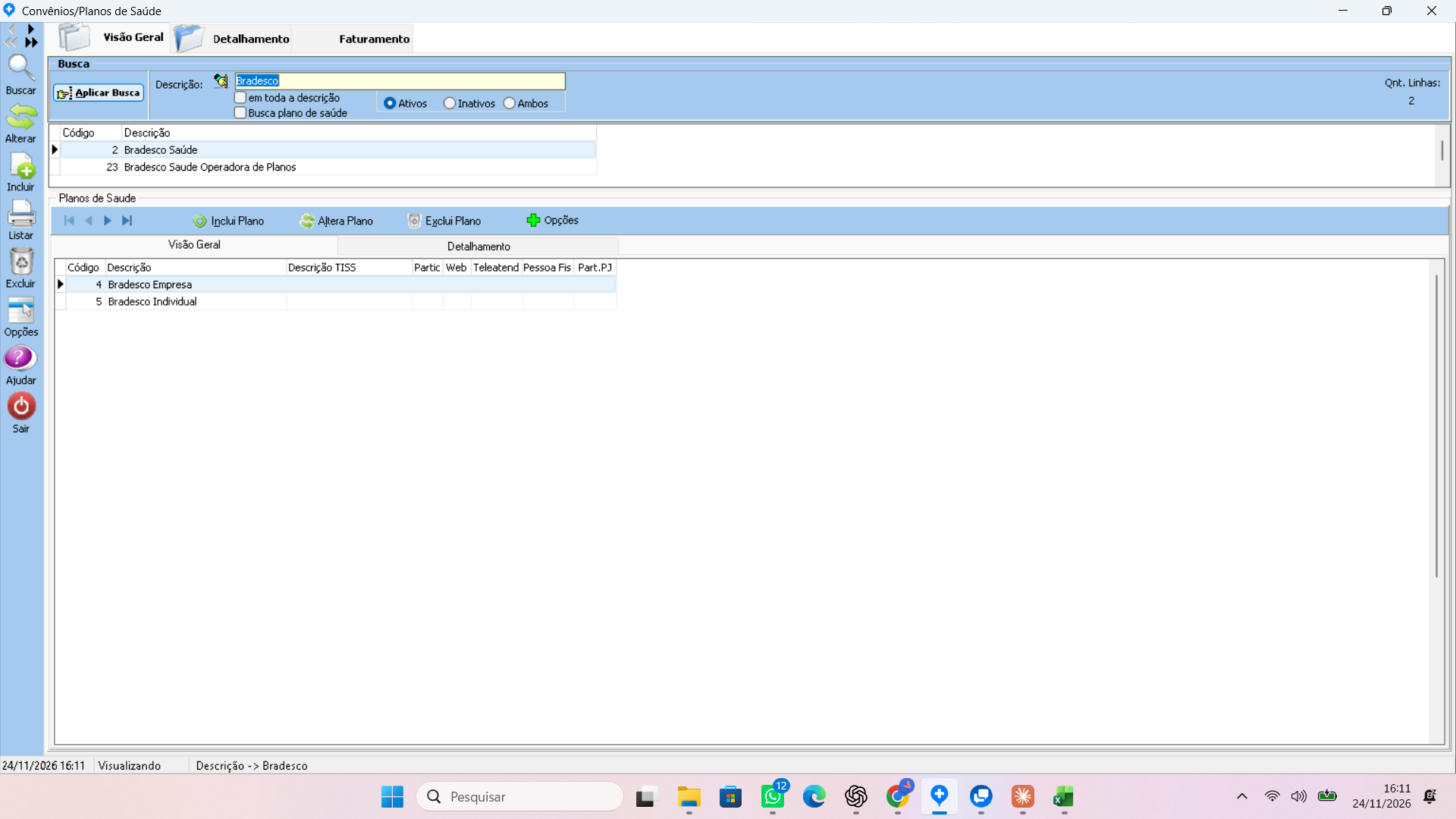 Convênios/Planos de Saúde
Visão Geral
Detalhamento
Faturamento
Busca
Buscar
Aplicar Busca
Descrição:
Bradesco
em toda a descrição
Busca plano de saúde
Ativos
Inativos
Ambos
Qnt. Linhas:
2
Alterar
Código Descrição
2 Bradesco Saúde
23 Bradesco Saude Operadora de Planos
Incluir
Planos de Saude
Inclui Plano
Altera Plano
Exclui Plano
Opções
Listar
Visão Geral
Detalhamento
Código Descrição Descrição TISS Partic Web Teleatend Pessoa Fis Part.PJ
4 Bradesco Empresa
5 Bradesco Individual
Excluir
Opções
Ajudar
Sair
24/11/2026 16:11 Visualizando Descrição -> Bradesco
Pesquisar
12
16:11
24/11/2026